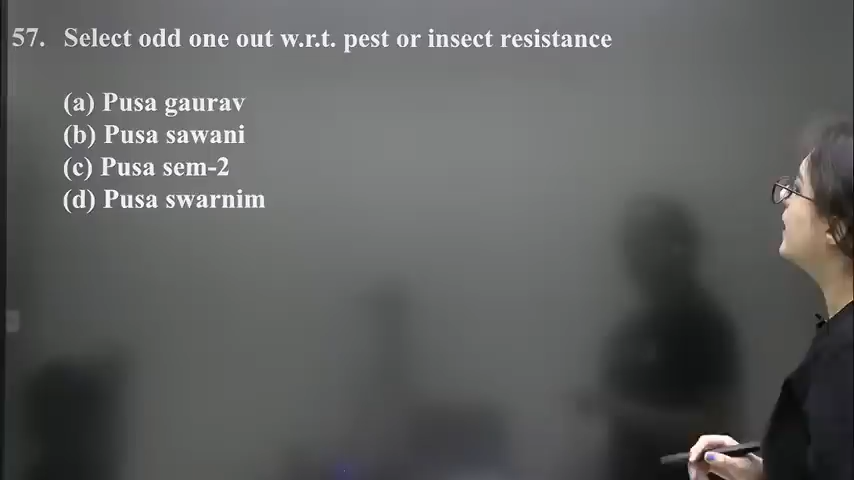 57. Select odd one out w.r.t. pest or insect resistance
(a) Pusa gaurav
(b) Pusa sawani
(c) Pusa sem-2
(d) Pusa swarnim